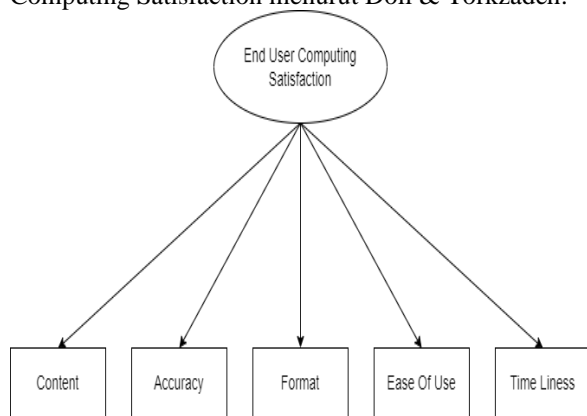 Computing Satisfaction menurut Doll & Torkzadeh:
End User Computing
Satisfaction
Content
Accuracy
Format
Ease Of Use
Time Liness